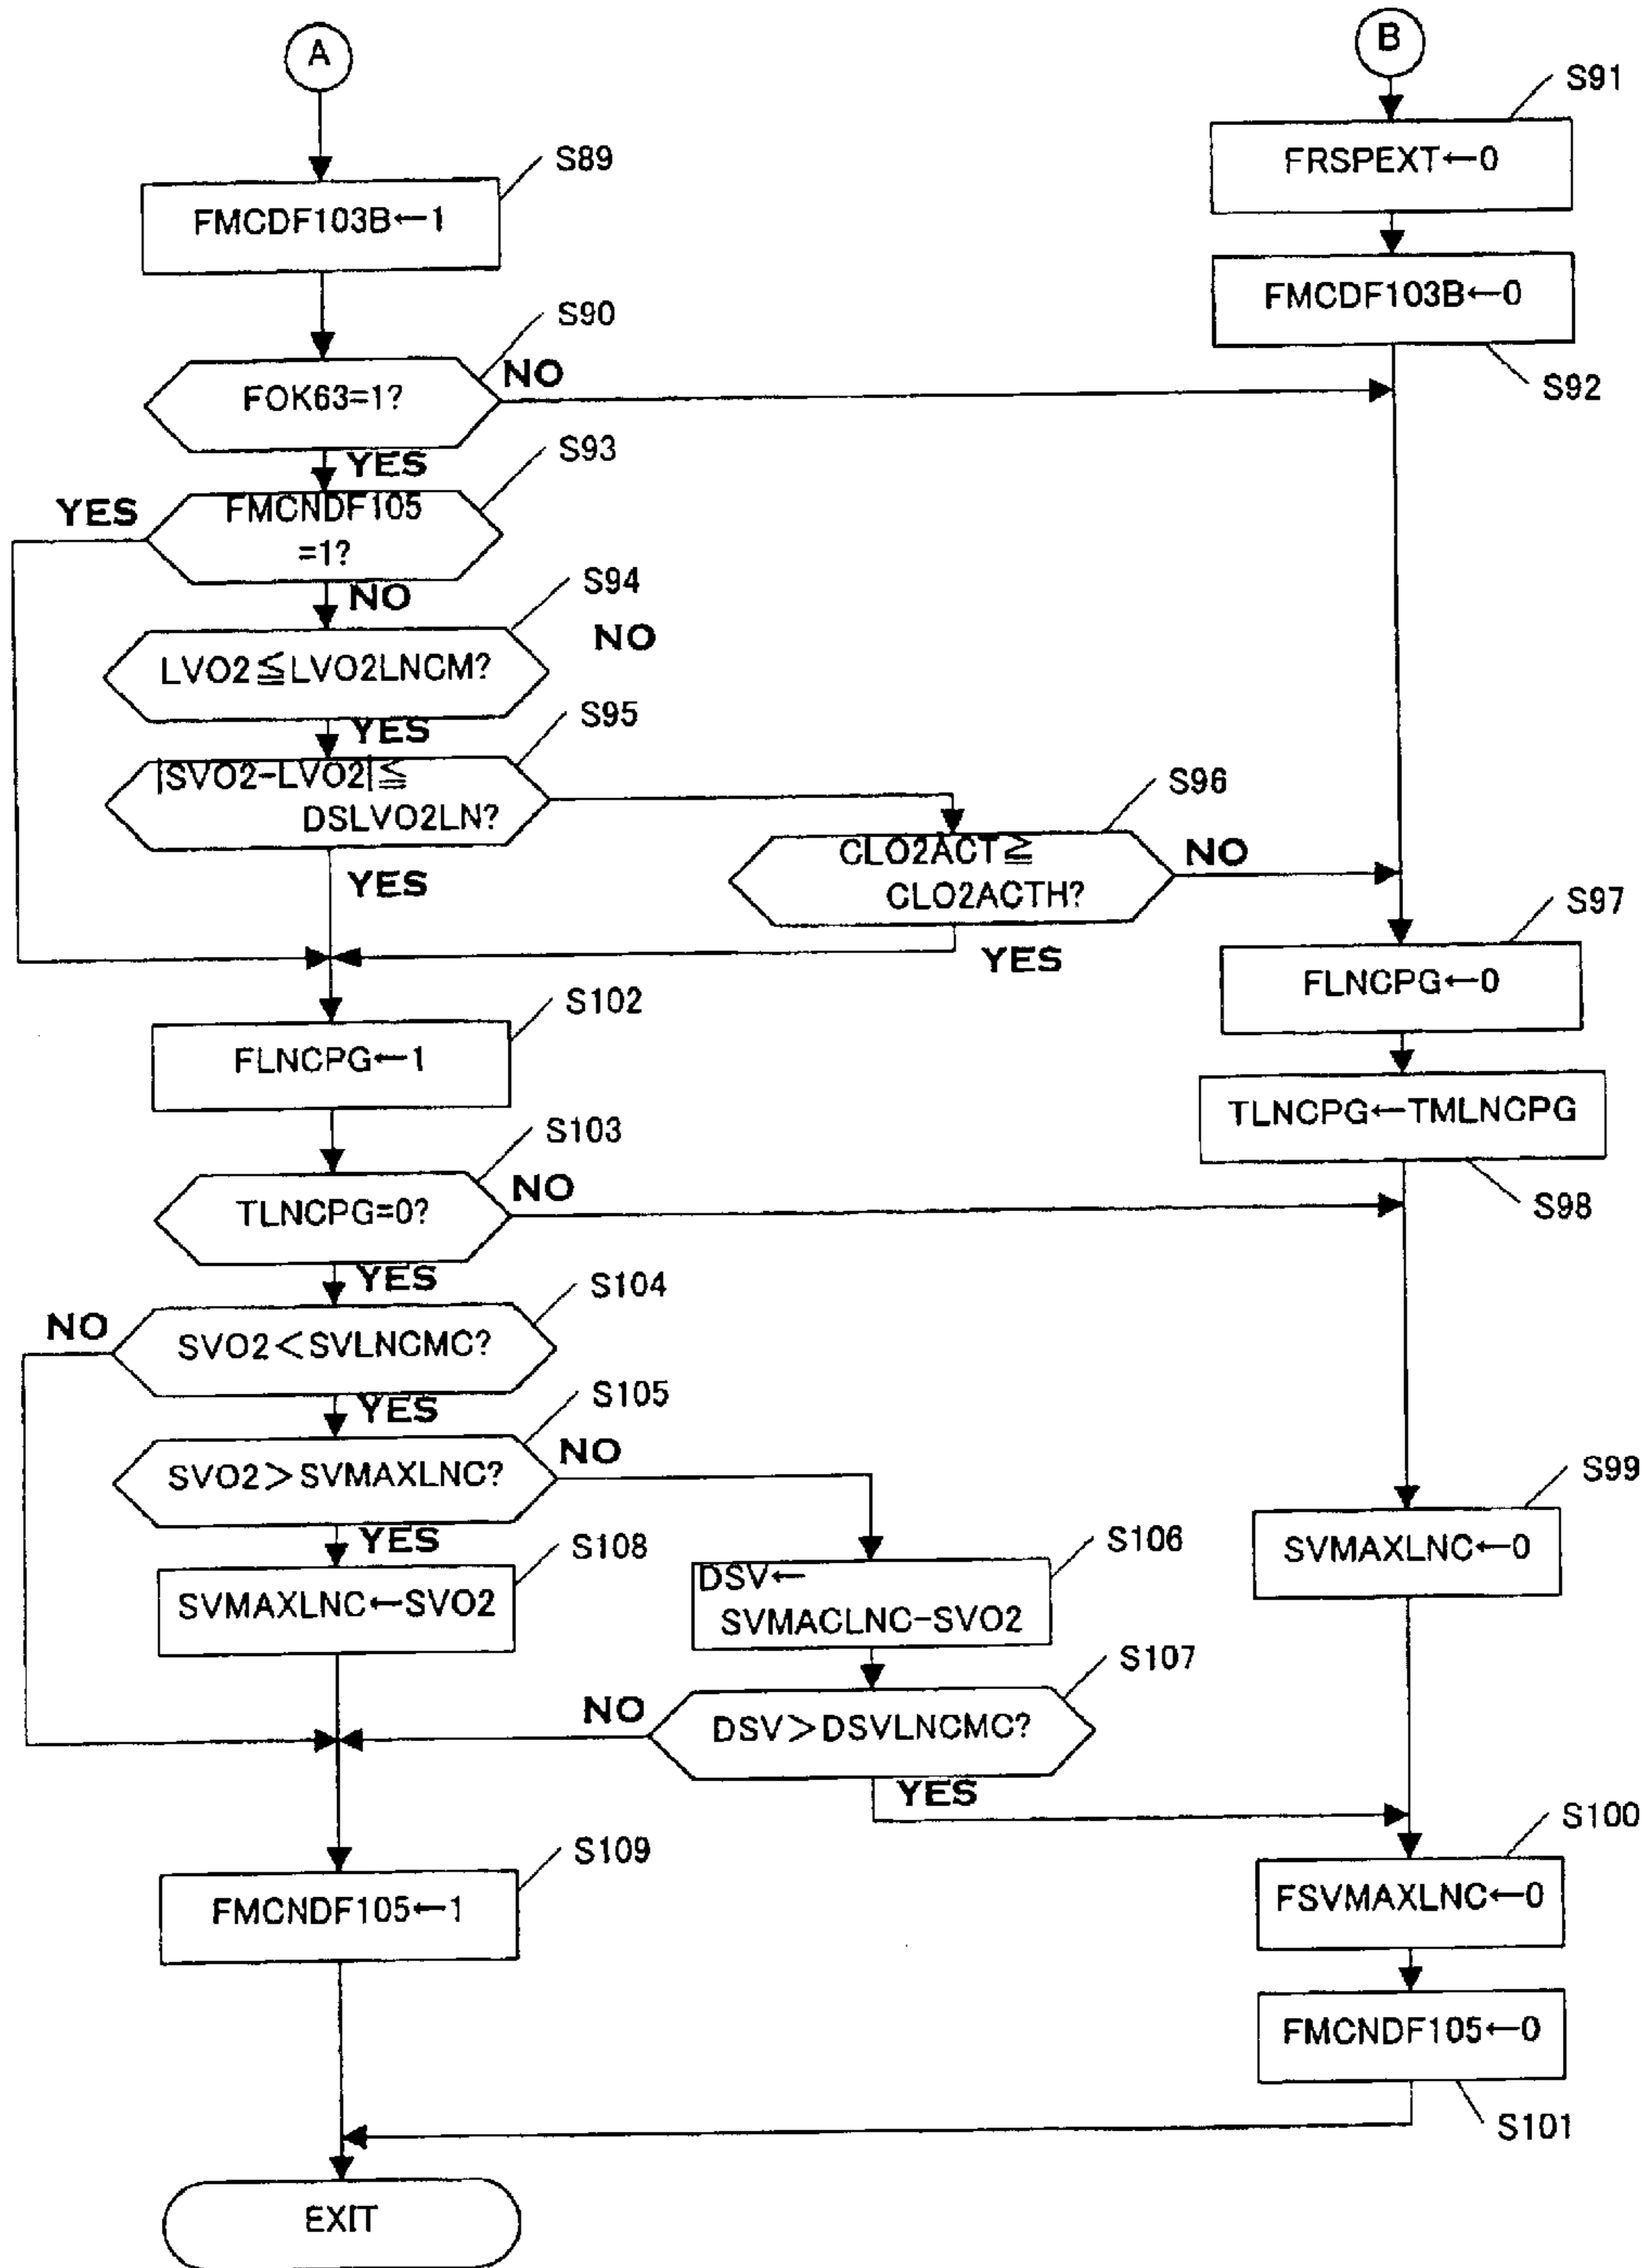 A
B
S91
FRSPEXT←0
S89
FMCDF103B←1
FMCDF103B←0
S92
S90
FOK63=1?
NO
YES
S93
YES
FMCNDF105
=1?
NO
S94
LVO2≦LVO2LNCM?
NO
YES
S95
|SVO2-LVO2|≦
DSLVO2LN?
YES
S96
CLO2ACT≧
CLO2ACTH?
NO
YES
S97
FLNCPG←0
S102
FLNCPG←1
TLNCPG←TMLNCPG
S98
S103
TLNCPG=0?
NO
YES
S104
NO
SVO2<SVLNCMC?
YES
S105
SVO2>SVMAXLNC?
NO
YES
S99
SVMAXLNC←0
S108
SVMAXLNC←SVO2
S106
DSV←
SVMACLNC-SVO2
S107
NO
DSV>DSVLNCMC?
YES
S100
FSVMAXLNC←0
S109
FMCNDF105←1
FMCNDF105←0
S101
EXIT